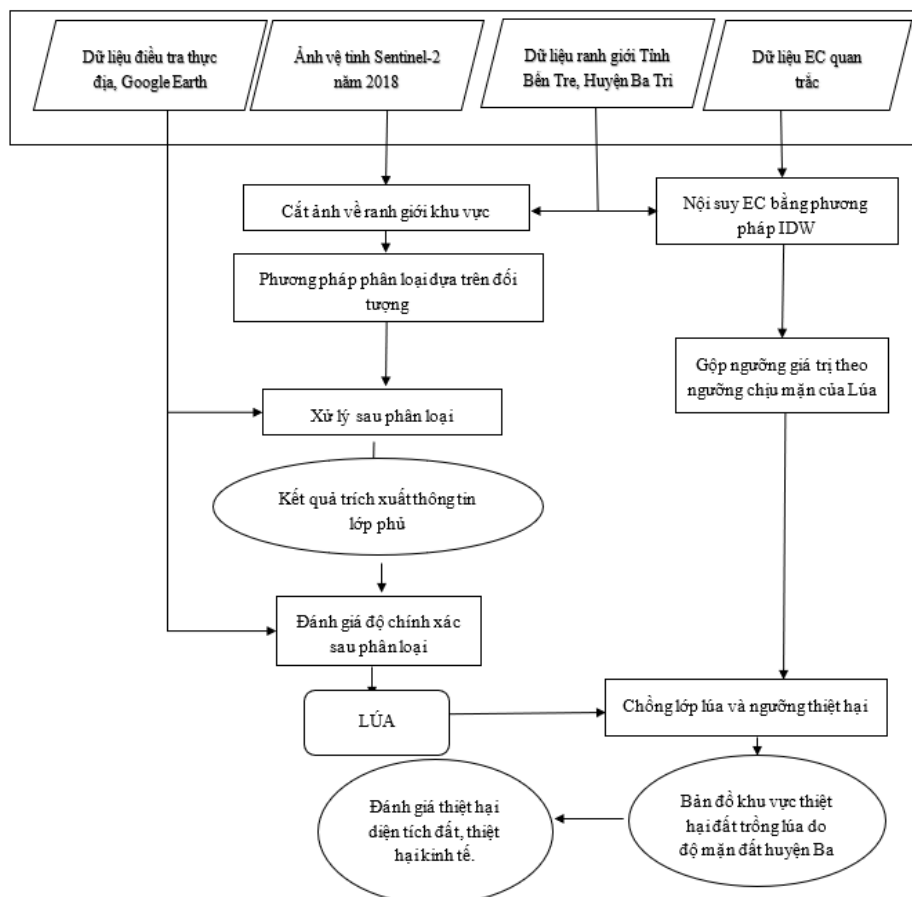 Dữ liệu điều tra thực
địa, Google Earth
Ảnh vệ tinh Sentinel-2
năm 2018
Dữ liệu ranh giới Tỉnh
Bến Tre, Huyện Ba Tri
Dữ liệu EC quan
trắc
Cắt ảnh về ranh giới khu vực
Nội suy EC bằng phương
pháp IDW
Phương pháp phân loại dựa trên đối
tượng
Gộp ngưỡng giá trị theo
ngưỡng chịu mặn của Lúa
Xử lý sau phân loại
Kết quả trích xuất thông tin
lớp phủ
Đánh giá độ chính xác
sau phân loại
LÚA
Chồng lớp lúa và ngưỡng thiệt hại
Đánh giá thiệt hại
diện tích đất, thiệt
hại kinh tế.
Bản đồ khu vực thiệt
hại đất trồng lúa do
độ mặn đất huyện Ba